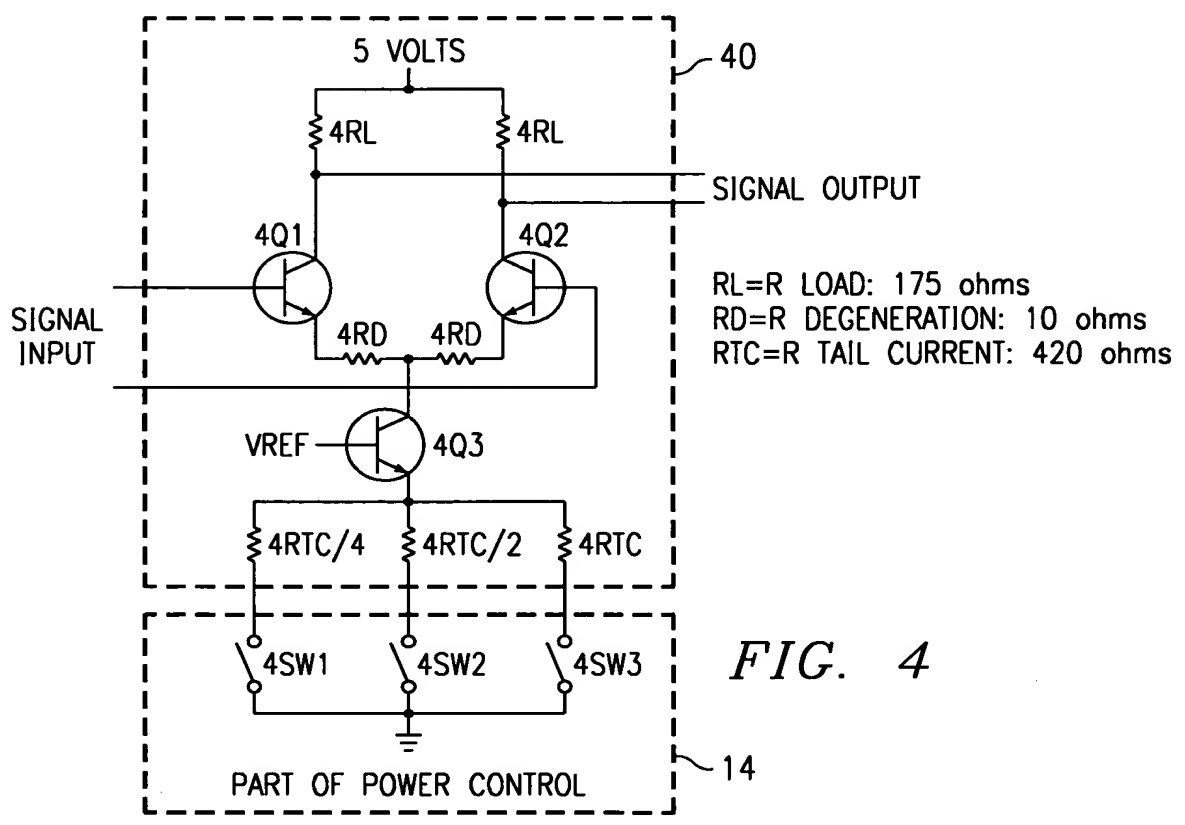 5 VOLTS
40
4RL
4RL
SIGNAL OUTPUT
4Q1
4Q2
RL=R LOAD: 175 ohms
RD=R DEGENERATION: 10 ohms
RTC=R TAIL CURRENT: 420 ohms
SIGNAL
INPUT
4RD
4RD
VREF
4Q3
4RTC/4
4RTC/2
4RTC
4SW1
4SW2
4SW3
FIG. 4
14
PART OF POWER CONTROL